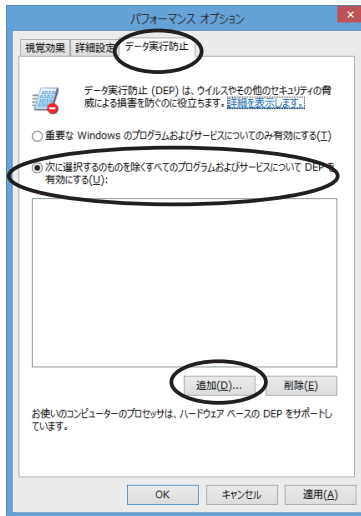 パフォーマンス オプション
視覚効果 詳細設定 データ実行防止
データ実行防止 (DEP) は、ウイルスやその他のセキュリティの脅
威による損害を防ぐのに役立ちます。詳細を表示します。
重要な Windows のプログラムおよびサービスについてのみ有効にする(T)
次に選択するのものを除くすべてのプログラムおよびサービスについて DEP を
有効にする(U):
追加(D)... 削除(E)
お使いのコンピューターのプロセッサは、ハードウェア ベースの DEP をサポートし
ています。
OK キャンセル 適用(A)